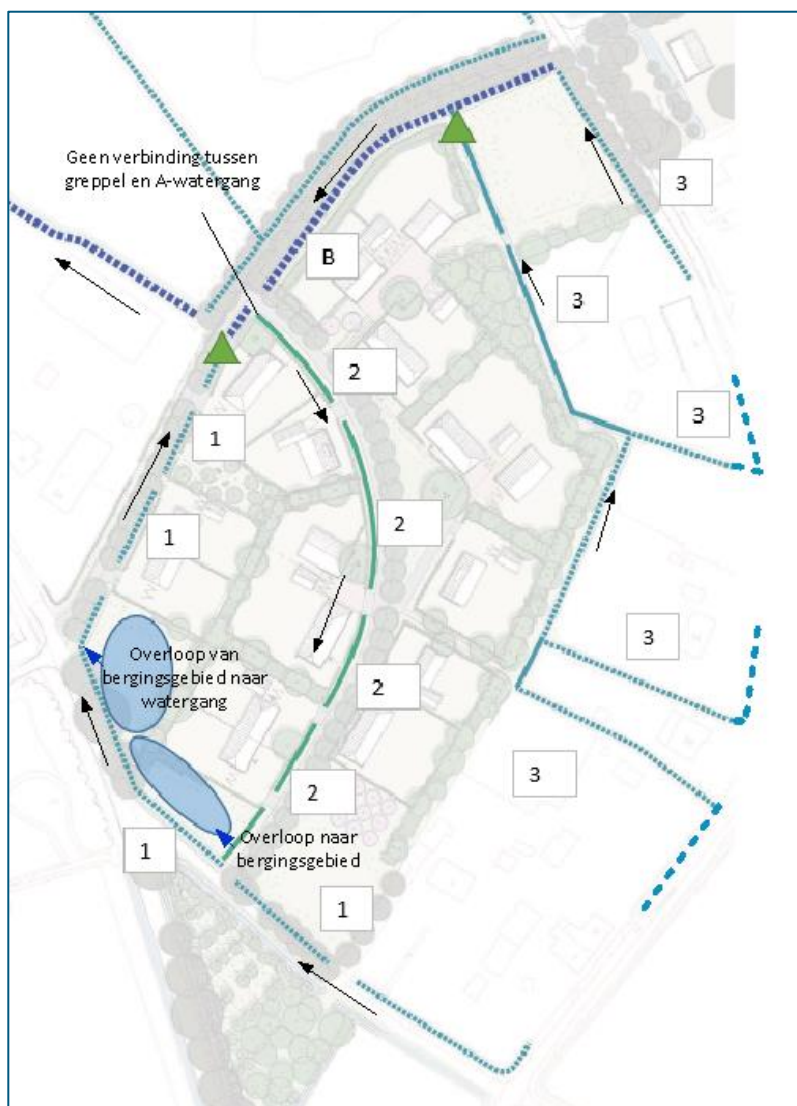 Geen verbinding tussen
greppel en A-watergang
3
B
3
2
3
1
2
1
3
Overloop van
bergingsgebied naar
watergang
2
3
2
Overloop naar
bergingsgebied
1
1